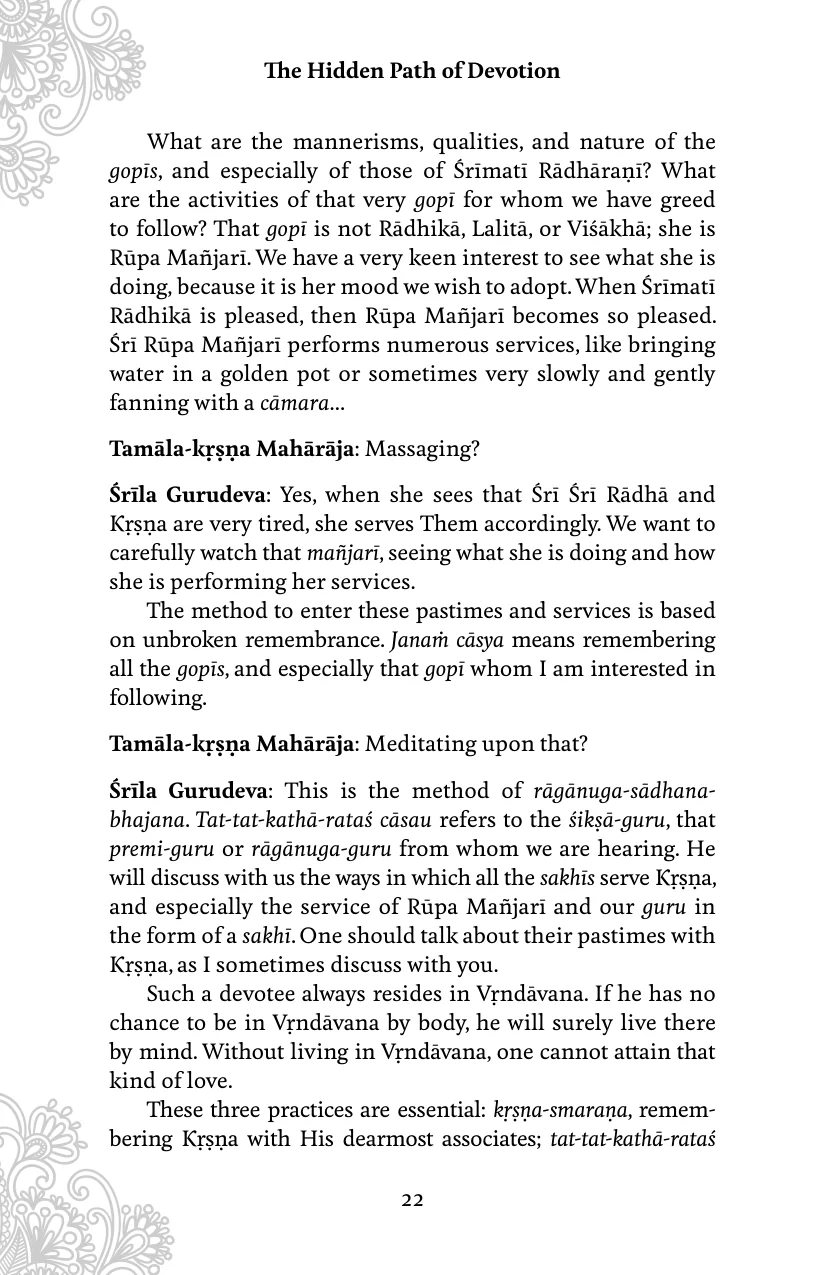 The Hidden Path of Devotion
What are the mannerisms, qualities, and nature of the
gopīs, and especially of those of Śrīmatī Rādhāraṇī? What
are the activities of that very gopī for whom we have greed
to follow? That gopī is not Rādhikā, Lalitā, or Viśākhā; she is
Rūpa Mañjarī. We have a very keen interest to see what she is
doing, because it is her mood we wish to adopt. When Śrīmatī
Rādhikā is pleased, then Rūpa Mañjarī becomes so pleased.
Śrī Rūpa Mañjarī performs numerous services, like bringing
water in a golden pot or sometimes very slowly and gently
fanning with a cāmara...
Tamāla-kṛṣṇa Mahārāja: Massaging?
Śrīla Gurudeva: Yes, when she sees that Śrī Śrī Rādhā and
Kṛṣṇa are very tired, she serves Them accordingly. We want to
carefully watch that mañjarī, seeing what she is doing and how
she is performing her services.
The method to enter these pastimes and services is based
on unbroken remembrance. Janaṁ cāsya means remembering
all the gopīs, and especially that gopī whom I am interested in
following.
Tamāla-kṛṣṇa Mahārāja: Meditating upon that?
Śrīla Gurudeva: This is the method of rāgānuga-sādhana-
bhajana. Tat-tat-kathā-rataś cāsau refers to the śikṣā-guru, that
premi-guru or rāgānuga-guru from whom we are hearing. He
will discuss with us the ways in which all the sakhīs serve Kṛṣṇa,
and especially the service of Rūpa Mañjarī and our guru in
the form of a sakhī. One should talk about their pastimes with
Kṛṣṇa, as I sometimes discuss with you.
Such a devotee always resides in Vṛndāvana. If he has no
chance to be in Vṛndāvana by body, he will surely live there
by mind. Without living in Vṛndāvana, one cannot attain that
kind of love.
These three practices are essential: kṛṣṇa-smaraṇa, remem-
bering Kṛṣṇa with His dearmost associates; tat-tat-kathā-rataś
22